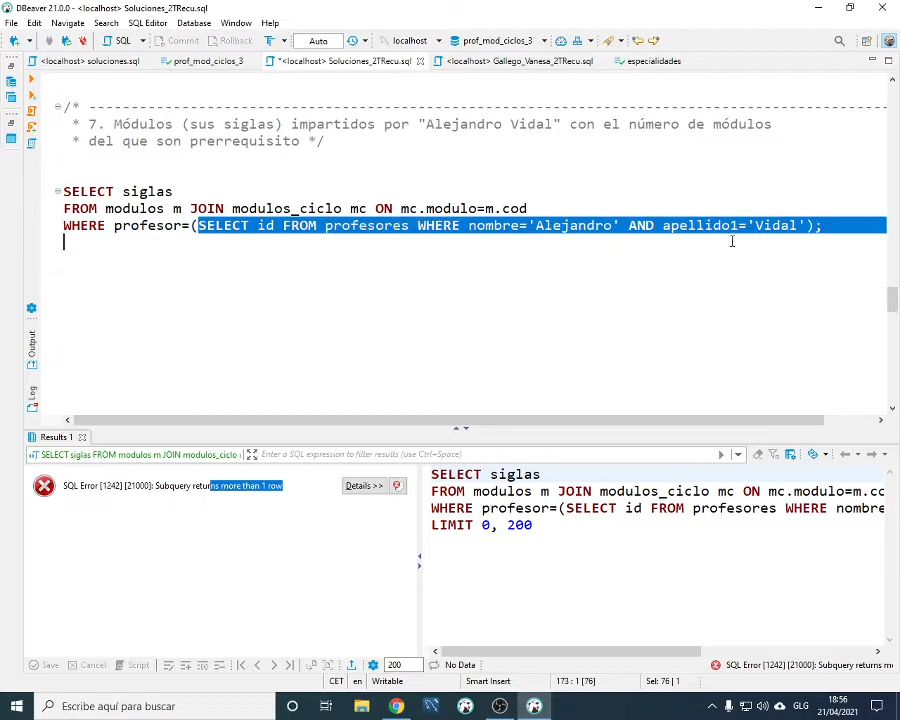 DBeaver 21.0.0 - <localhost> Soluciones_2TRecu.sql
File Edit Navigate Search SQL Editor Database Window Help
SQL Commit Rollback Auto localhost prof_mod_ciclos_3
<localhost> soluciones.sql prof_mod_ciclos_3 *<localhost> Soluciones_2TRecu.sql <localhost> Gallego_Vanesa_2TRecu.sql especialidades
/* ----------------------------------------------------------------------------------------
* 7. Módulos (sus siglas) impartidos por "Alejandro Vidal" con el número de módulos
* del que son prerrequisito */
SELECT siglas
FROM modulos m JOIN modulos_ciclo mc ON mc.modulo=m.cod
WHERE profesor=(SELECT id FROM profesores WHERE nombre='Alejandro' AND apellido1='Vidal');
Output
Log
Results 1
SELECT siglas FROM modulos m JOIN modulos_ciclo Enter a SQL expression to filter results (use Ctrl+Space)
SQL Error [1242] [21000]: Subquery returns more than 1 row
Details >>
SELECT siglas
FROM modulos m JOIN modulos_ciclo mc ON mc.modulo=m.co
WHERE profesor=(SELECT id FROM profesores WHERE nombre
LIMIT 0, 200
Save Cancel Script 200 No Data SQL Error [1242] [21000]: Subquery returns m
CET en Writable Smart Insert 173 : 1 [76] Sel: 76 | 1
Escribe aquí para buscar
GLG
18:56
21/04/2021